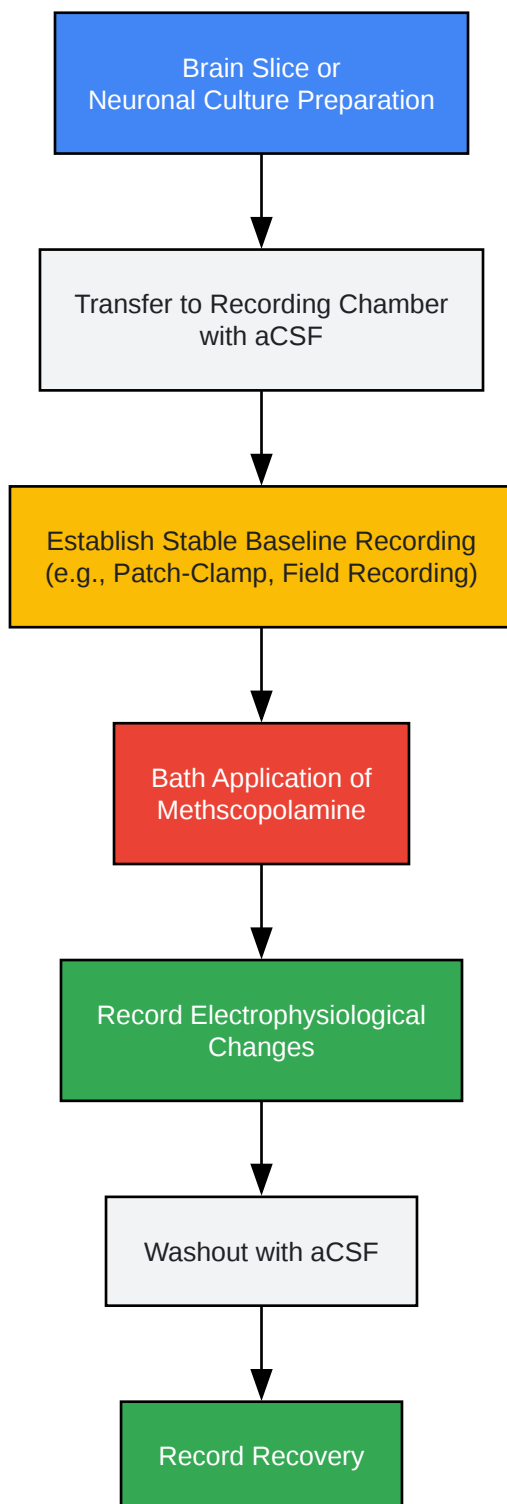 Brain Slice or
Neuronal Culture Preparation
Transfer to Recording Chamber
with aCSF
Establish Stable Baseline Recording
(e.g., Patch-Clamp, Field Recording)
Bath Application of
Methscopolamine
Record Electrophysiological
Changes
Washout with aCSF
Record Recovery